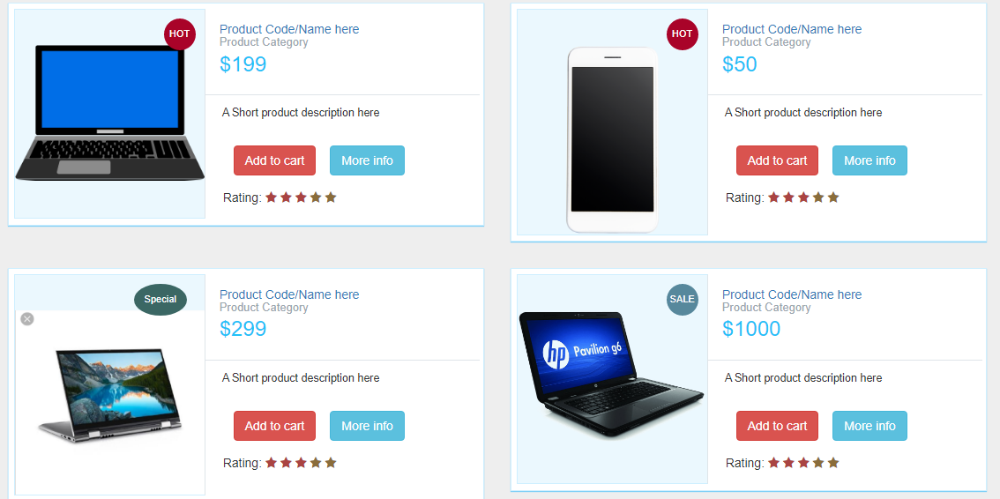 HOT
Product Code/Name here
Product Category
$199
A Short product description here
Add to cart More info
Rating:
HOT
Product Code/Name here
Product Category
$50
A Short product description here
Add to cart More info
Rating:
Special
Product Code/Name here
Product Category
$299
A Short product description here
Add to cart More info
Rating:
SALE
hp Pavilion g6
Product Code/Name here
Product Category
$1000
A Short product description here
Add to cart More info
Rating: